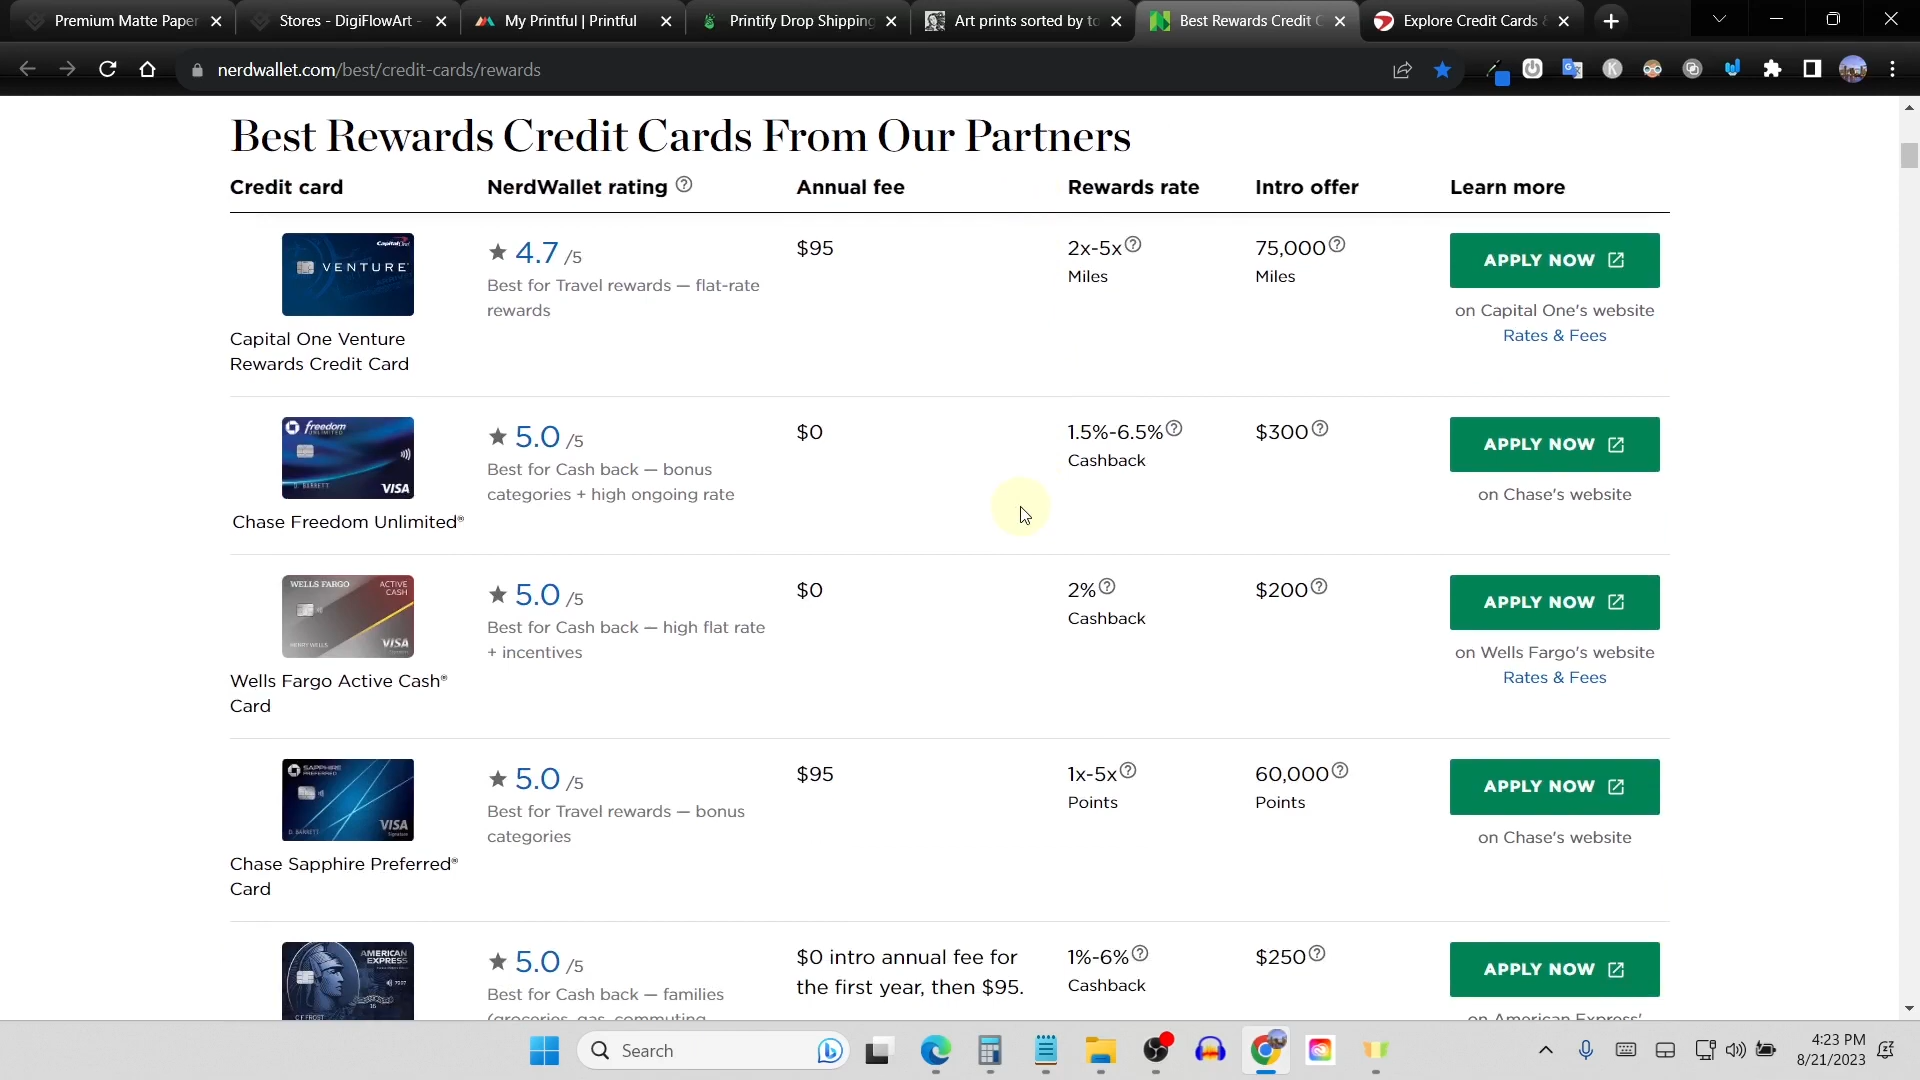 Premium Matte Paper
Stores - DigiFlowArt -
My Printful | Printful
Printify Drop Shipping
Art prints sorted by to
Best Rewards Credit C
Explore Credit Cards &
nerdwallet.com/best/credit-cards/rewards
Best Rewards Credit Cards From Our Partners
Credit card
NerdWallet rating
Annual fee
Rewards rate
Intro offer
Learn more
Capital One
VENTURE
Capital One Venture
Rewards Credit Card
4.7 /5
Best for Travel rewards — flat-rate
rewards
$95
2x-5x
Miles
75,000
Miles
APPLY NOW
on Capital One's website
Rates & Fees
freedom
UNLIMITED
D. BARRETT
VISA
Chase Freedom Unlimited®
5.0 /5
Best for Cash back — bonus
categories + high ongoing rate
$0
1.5%-6.5%
Cashback
$300
APPLY NOW
on Chase's website
WELLS FARGO
ACTIVE
CASH
VISA
Wells Fargo Active Cash®
Card
5.0 /5
Best for Cash back — high flat rate
+ incentives
$0
2%
Cashback
$200
APPLY NOW
on Wells Fargo's website
Rates & Fees
SAPPHIRE
PREFERRED
D. BARRETT
VISA
Signature
Chase Sapphire Preferred®
Card
5.0 /5
Best for Travel rewards — bonus
categories
$95
1x-5x
Points
60,000
Points
APPLY NOW
on Chase's website
AMERICAN
EXPRESS
C F FROST
5.0 /5
Best for Cash back — families
(groceries, gas, commuting,
$0 intro annual fee for
the first year, then $95.
1%-6%
Cashback
$250
APPLY NOW
on American Express'
Search
4:23 PM
8/21/2023